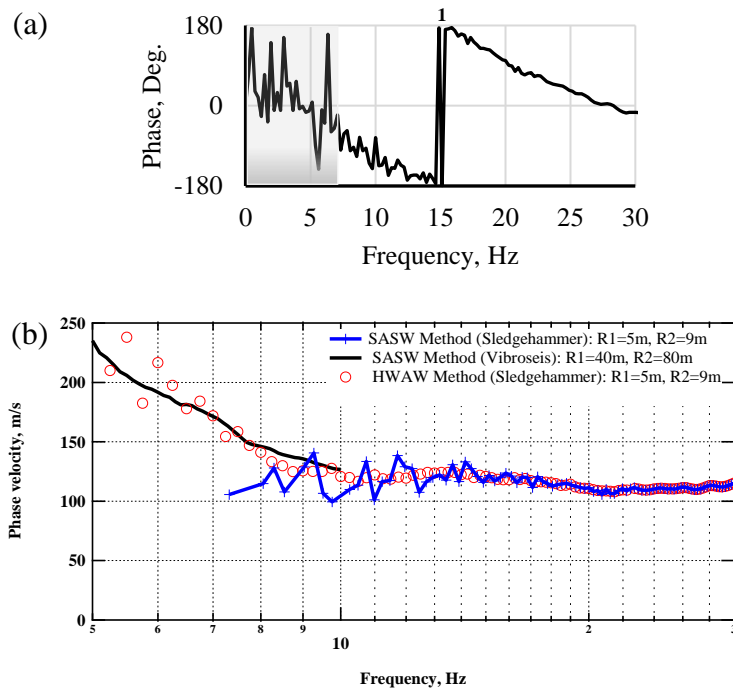 (a)
1
180
0
-180
Phase, Deg.
0 5 10 15 20 25 30
Frequency, Hz
(b)
250
200
150
100
50
0
Phase velocity, m/s
SASW Method (Sledgehammer): R1=5m, R2=9m
SASW Method (Vibroseis): R1=40m, R2=80m
HWAW Method (Sledgehammer): R1=5m, R2=9m
5 6 7 8 9 10 2 3
Frequency, Hz